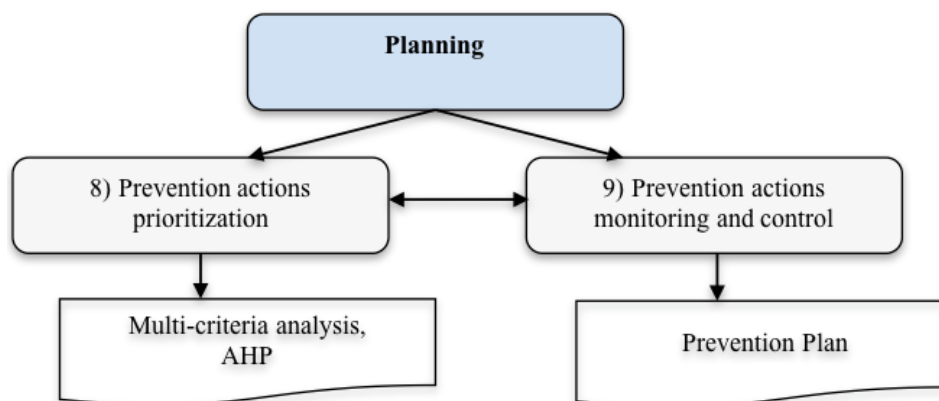 Planning
8) Prevention actions
prioritization
9) Prevention actions
monitoring and control
Multi-criteria analysis,
AHP
Prevention Plan